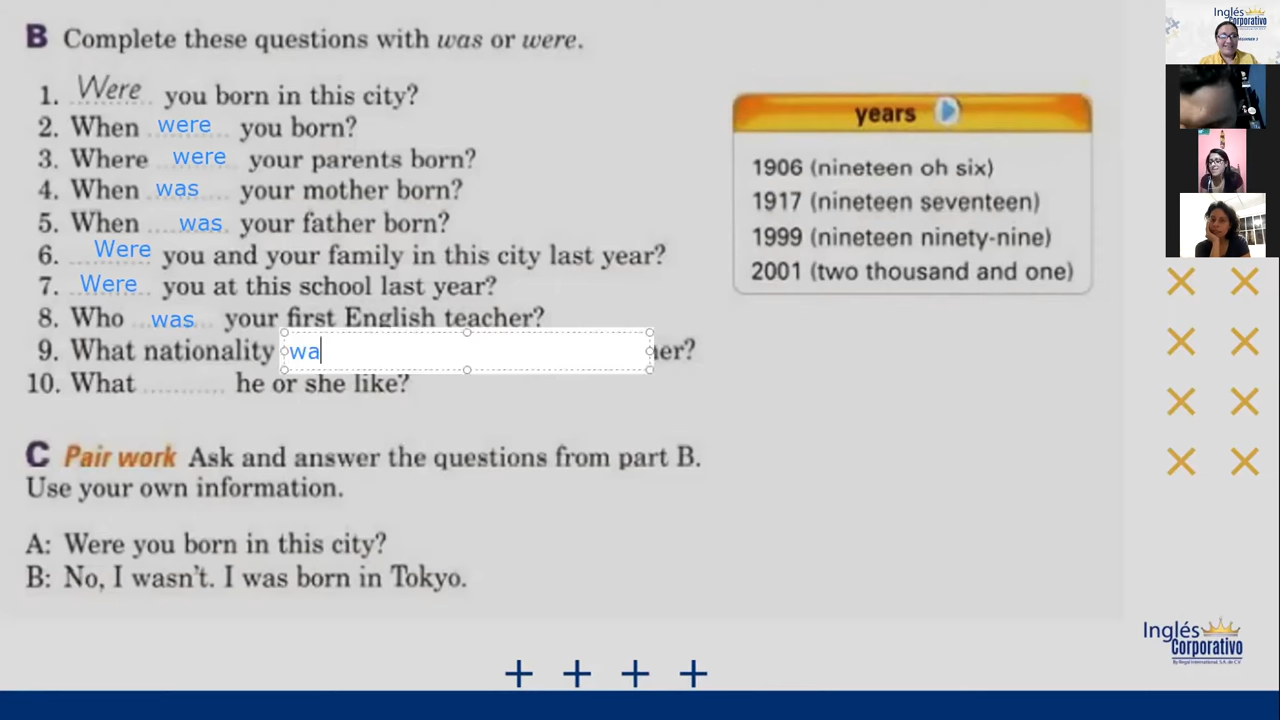 B Complete these questions with was or were.
1. Were you born in this city?
2. When were you born?
3. Where were your parents born?
4. When was your mother born?
5. When was your father born?
6. Were you and your family in this city last year?
7. Were you at this school last year?
8. Who was your first English teacher?
9. What nationality wa er?
10. What .......... he or she like?
years
1906 (nineteen oh six)
1917 (nineteen seventeen)
1999 (nineteen ninety-nine)
2001 (two thousand and one)
C Pair work Ask and answer the questions from part B.
Use your own information.
A: Were you born in this city?
B: No, I wasn't. I was born in Tokyo.
Inglés
Corporativo
Inglés
Corporativo